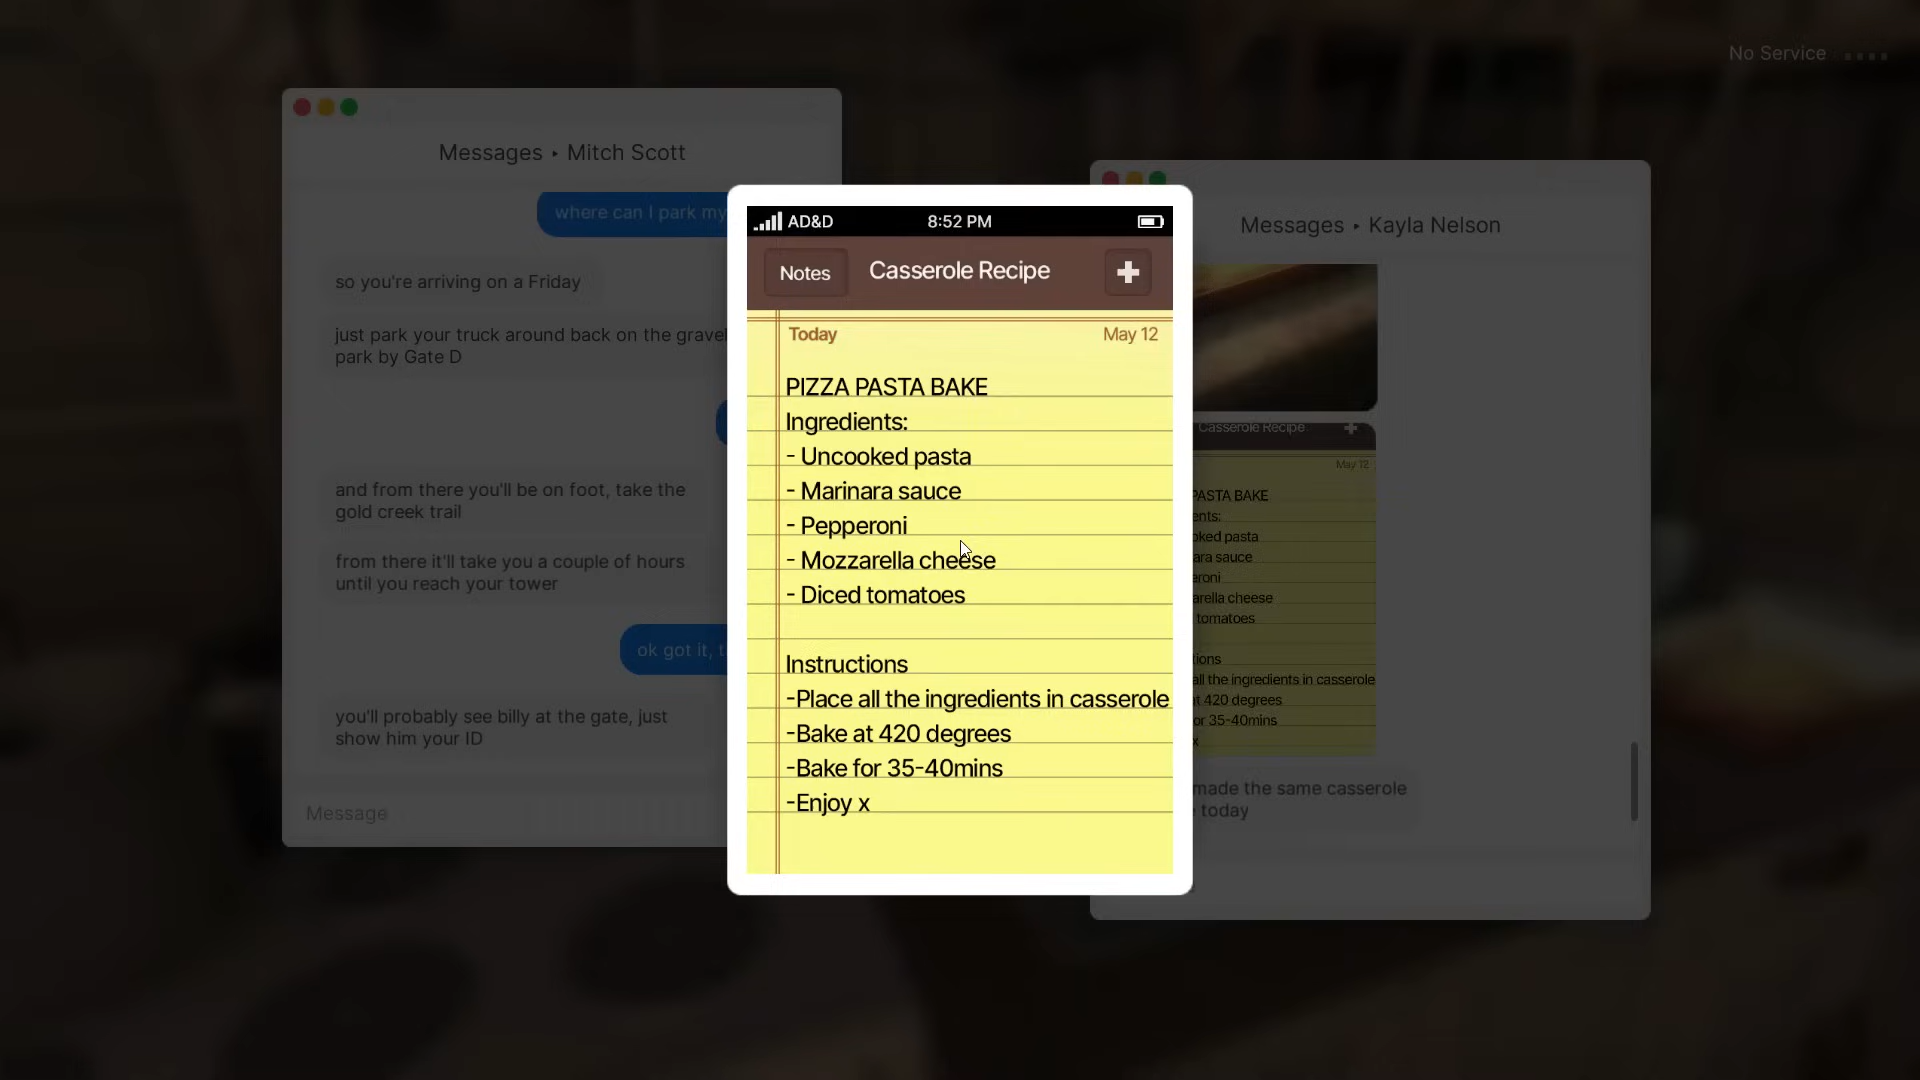 No Service
Messages ‣ Mitch Scott
where can I park my
so you're arriving on a Friday
just park your truck around back on the gravel
park by Gate D
and from there you'll be on foot, take the
gold creek trail
from there it'll take you a couple of hours
until you reach your tower
ok got it,
you'll probably see billy at the gate, just
show him your ID
Message
AD&D 8:52 PM
Notes Casserole Recipe
Today May 12
PIZZA PASTA BAKE
Ingredients:
- Uncooked pasta
- Marinara sauce
- Pepperoni
- Mozzarella cheese
- Diced tomatoes
Instructions
-Place all the ingredients in casserole
-Bake at 420 degrees
-Bake for 35-40mins
-Enjoy x
Messages ‣ Kayla Nelson
Casserole Recipe
May 12
PASTA BAKE
pasta
sauce
cheese
tomatoes
all the ingredients in casserole
420 degrees
35-40mins
x
made the same casserole
today